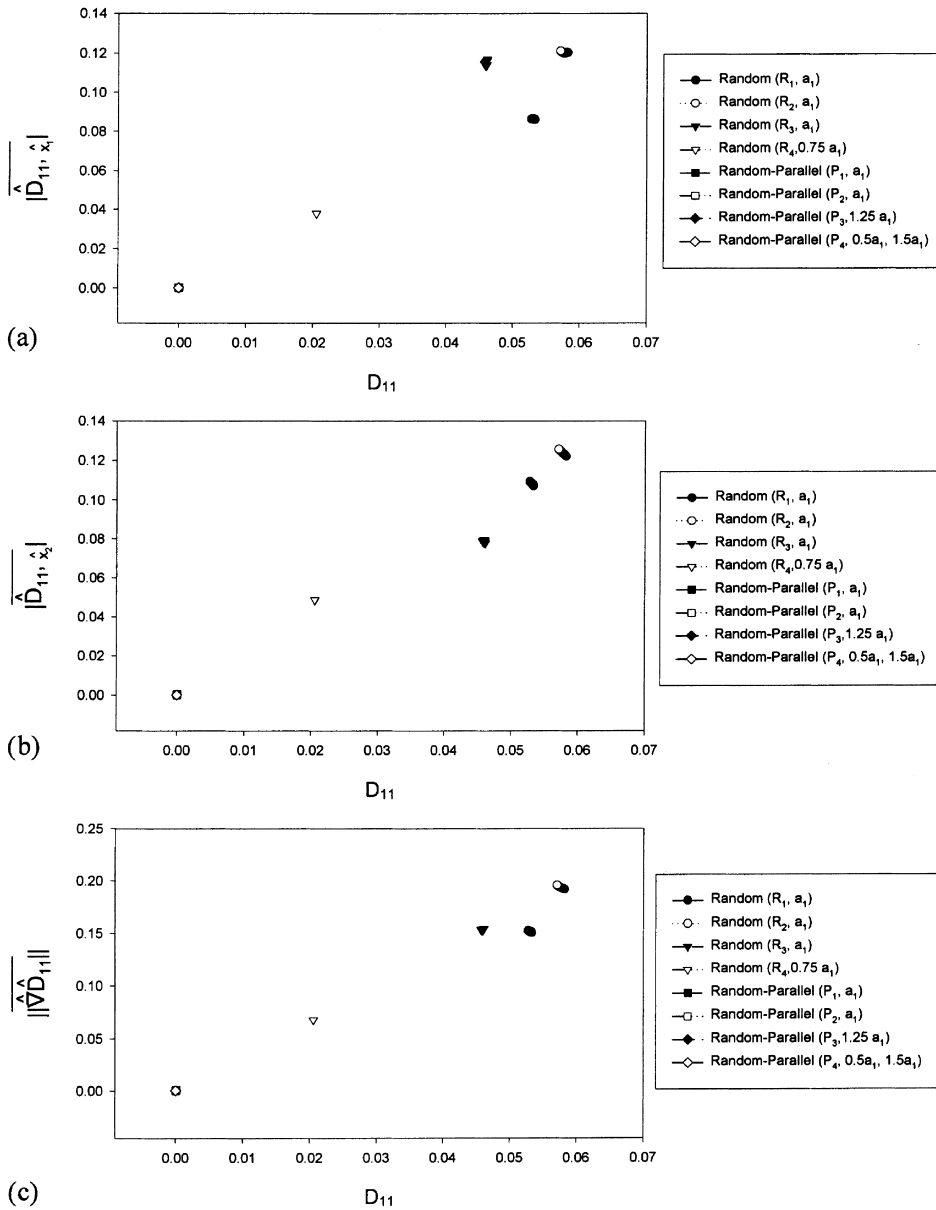 0.14
0.12
0.10
0.08
0.06
0.04
0.02
0.00
|D̂₁₁, x̂₁|
0.00 0.01 0.02 0.03 0.04 0.05 0.06 0.07
D₁₁
Random (R₁, a₁)
Random (R₂, a₁)
Random (R₃, a₁)
Random (R₄,0.75 a₁)
Random-Parallel (P₁, a₁)
Random-Parallel (P₂, a₁)
Random-Parallel (P₃,1.25 a₁)
Random-Parallel (P₄, 0.5a₁, 1.5a₁)
(a)
0.14
0.12
0.10
0.08
0.06
0.04
0.02
0.00
|D̂₁₁, x̂₂|
0.00 0.01 0.02 0.03 0.04 0.05 0.06 0.07
D₁₁
Random (R₁, a₁)
Random (R₂, a₁)
Random (R₃, a₁)
Random (R₄,0.75 a₁)
Random-Parallel (P₁, a₁)
Random-Parallel (P₂, a₁)
Random-Parallel (P₃,1.25 a₁)
Random-Parallel (P₄, 0.5a₁, 1.5a₁)
(b)
0.25
0.20
0.15
0.10
0.05
0.00
||∇̂D̂₁₁||
0.00 0.01 0.02 0.03 0.04 0.05 0.06 0.07
D₁₁
Random (R₁, a₁)
Random (R₂, a₁)
Random (R₃, a₁)
Random (R₄,0.75 a₁)
Random-Parallel (P₁, a₁)
Random-Parallel (P₂, a₁)
Random-Parallel (P₃,1.25 a₁)
Random-Parallel (P₄, 0.5a₁, 1.5a₁)
(c)